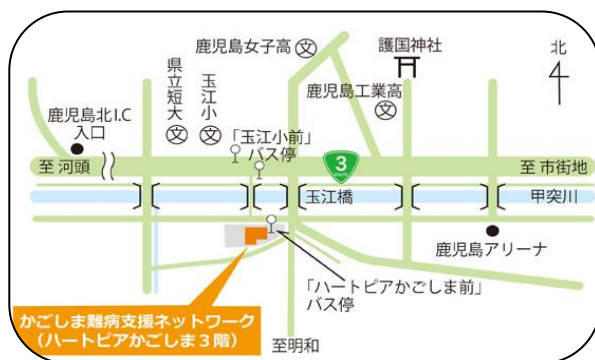 鹿児島女子高
文
護国神社
北
県立短大
文
玉江小
文
鹿児島工業高
文
鹿児島北I.C
入口
「玉江小前」
バス停
至 河頭
3
ROUTE
至 市街地
玉江橋
甲突川
鹿児島アリーナ
「ハートピアかごしま前」
バス停
かごしま難病支援ネットワーク
(ハートピアかごしま3階)
至明和